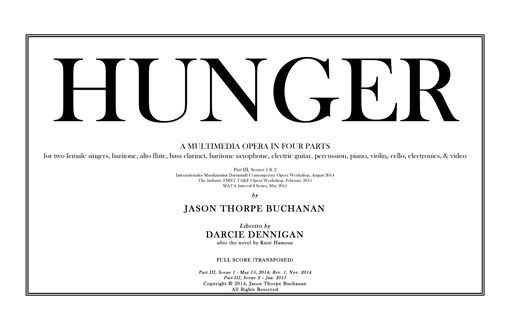 HUNGER
A MULTIMEDIA OPERA IN FOUR PARTS
for two female singers, baritone, alto flute, bass clarinet, baritone saxophone, electric guitar, percussion, piano, violin, cello, electronics, & video
Part III, Scenes 1 & 2
Internationales Musikinstitut Darmstadt Contemporary Opera Workshop, August 2014
The Industry FIRST TAKE Opera Workshop, February 2015
MATA Interval 8 Series, May 2015
by
JASON THORPE BUCHANAN
Libretto by
DARCIE DENNIGAN
after the novel by Knut Hamsun
FULL SCORE (TRANSPOSED)
Part III, Scene 1 - May 15, 2014; Rev. 1, Nov. 2014
Part III, Scene 2 - Jan. 2015
Copyright © 2014, Jason Thorpe Buchanan
All Rights Reserved